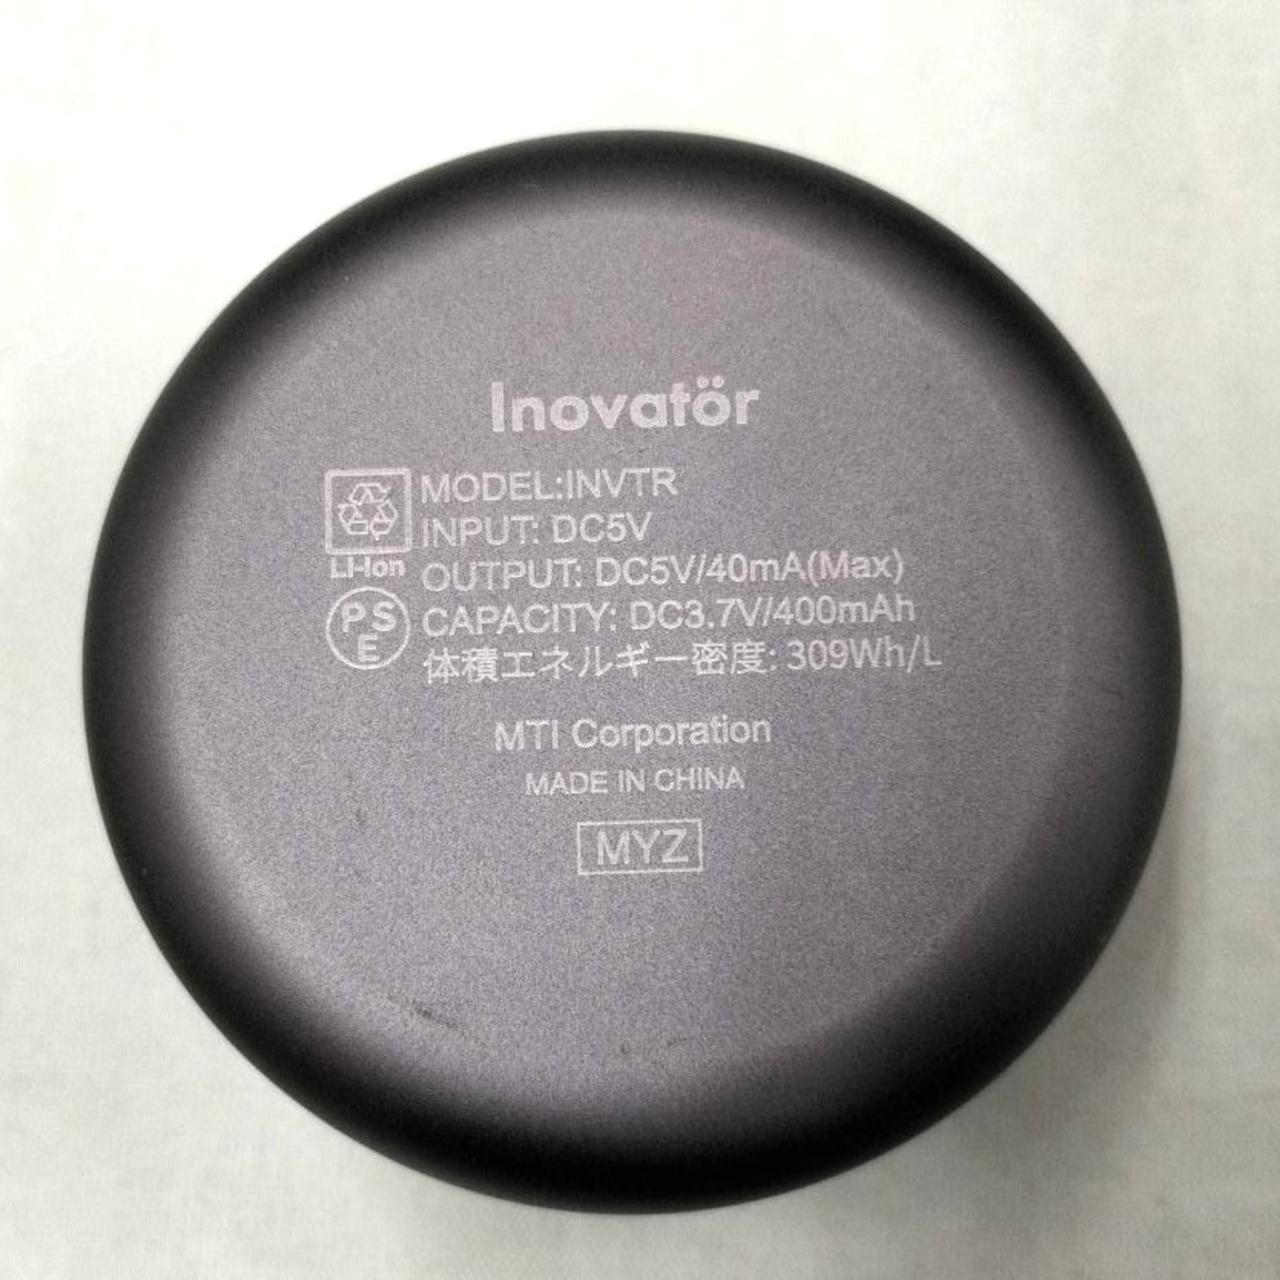 Inovatör
MODEL:INVTR
INPUT: DC5V
Li-Ion
OUTPUT: DC5V/40mA(Max)
PSE
CAPACITY: DC3.7V/400mAh
体積エネルギー密度: 309Wh/L
MTI Corporation
MADE IN CHINA
MYZ